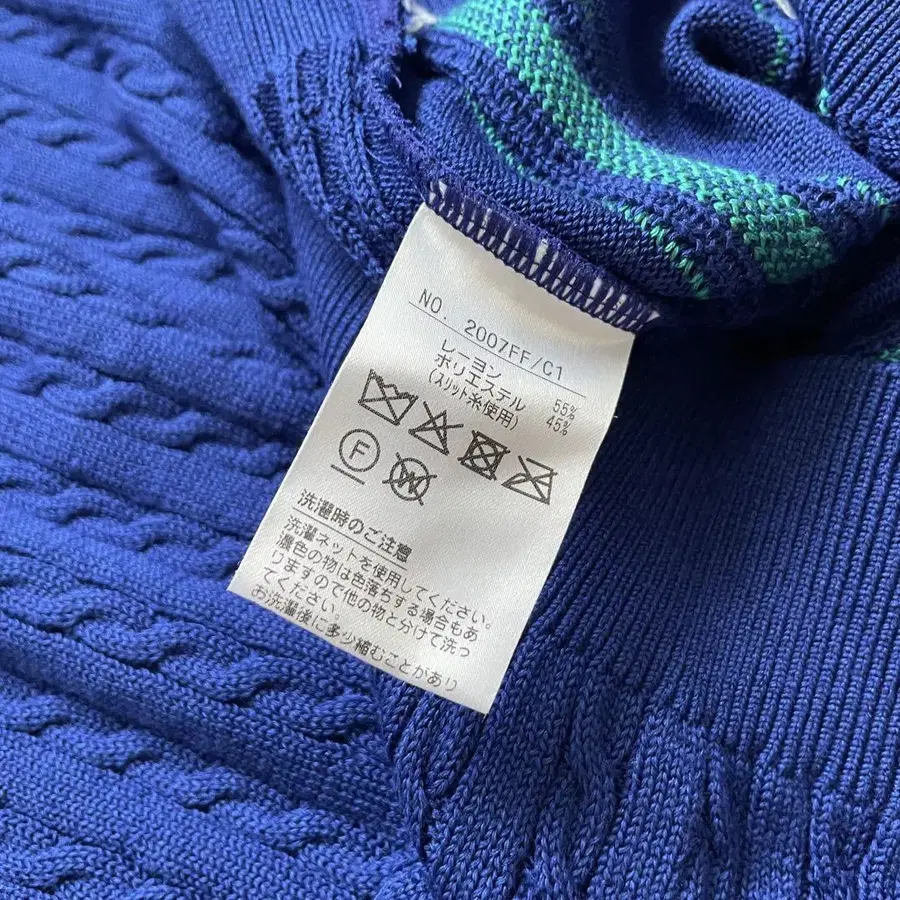 NO. 2007FF/C1
レーヨン 55%
ポリエステル 45%
(スリット糸使用)
F
W
洗濯時のご注意
洗濯ネットを使用してください。
濃色の物は色落ちする場合もあ
りますので他の物と分けて洗っ
てください。
お洗濯後に多少縮むことがあり